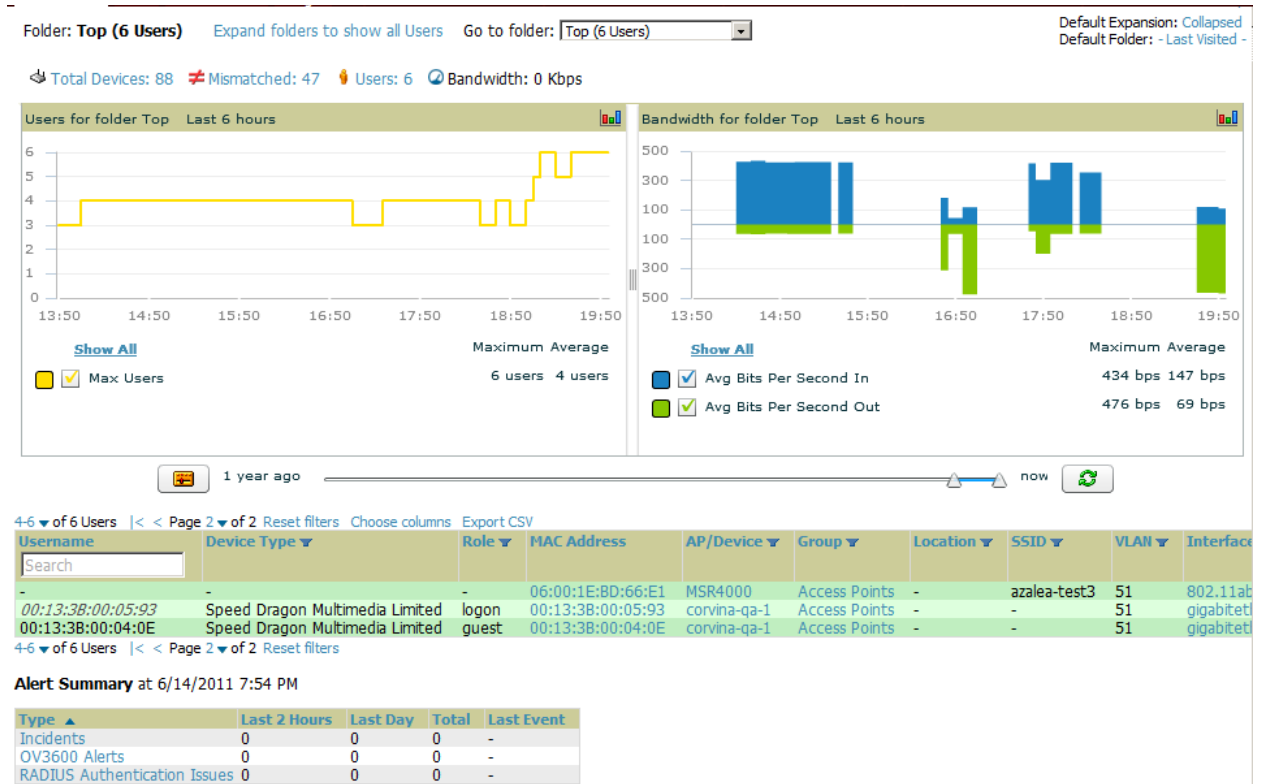 Folder: Top (6 Users) Expand folders to show all Users Go to folder: Top (6 Users)
Default Expansion: Collapsed
Default Folder: - Last Visited -
Total Devices: 88 Mismatched: 47 Users: 6 Bandwidth: 0 Kbps
Users for folder Top Last 6 hours
6
5
4
3
2
1
0
13:50 14:50 15:50 16:50 17:50 18:50 19:50
Show All Maximum Average
Max Users 6 users 4 users
Bandwidth for folder Top Last 6 hours
500
300
100
100
300
500
13:50 14:50 15:50 16:50 17:50 18:50 19:50
Show All Maximum Average
Avg Bits Per Second In 434 bps 147 bps
Avg Bits Per Second Out 476 bps 69 bps
1 year ago now
4-6 of 6 Users |< < Page 2 of 2 Reset filters Choose columns Export CSV
Username Device Type Role MAC Address AP/Device Group Location SSID VLAN Interface
Search
- - - 06:00:1E:BD:66:E1 MSR4000 Access Points - azalea-test3 51 802.11ab
00:13:3B:00:05:93 Speed Dragon Multimedia Limited logon 00:13:3B:00:05:93 corvina-qa-1 Access Points - - 51 gigabitet
00:13:3B:00:04:0E Speed Dragon Multimedia Limited guest 00:13:3B:00:04:0E corvina-qa-1 Access Points - - 51 gigabitet
4-6 of 6 Users |< < Page 2 of 2 Reset filters
Alert Summary at 6/14/2011 7:54 PM
Type Last 2 Hours Last Day Total Last Event
Incidents 0 0 0 -
OV3600 Alerts 0 0 0 -
RADIUS Authentication Issues 0 0 0 -